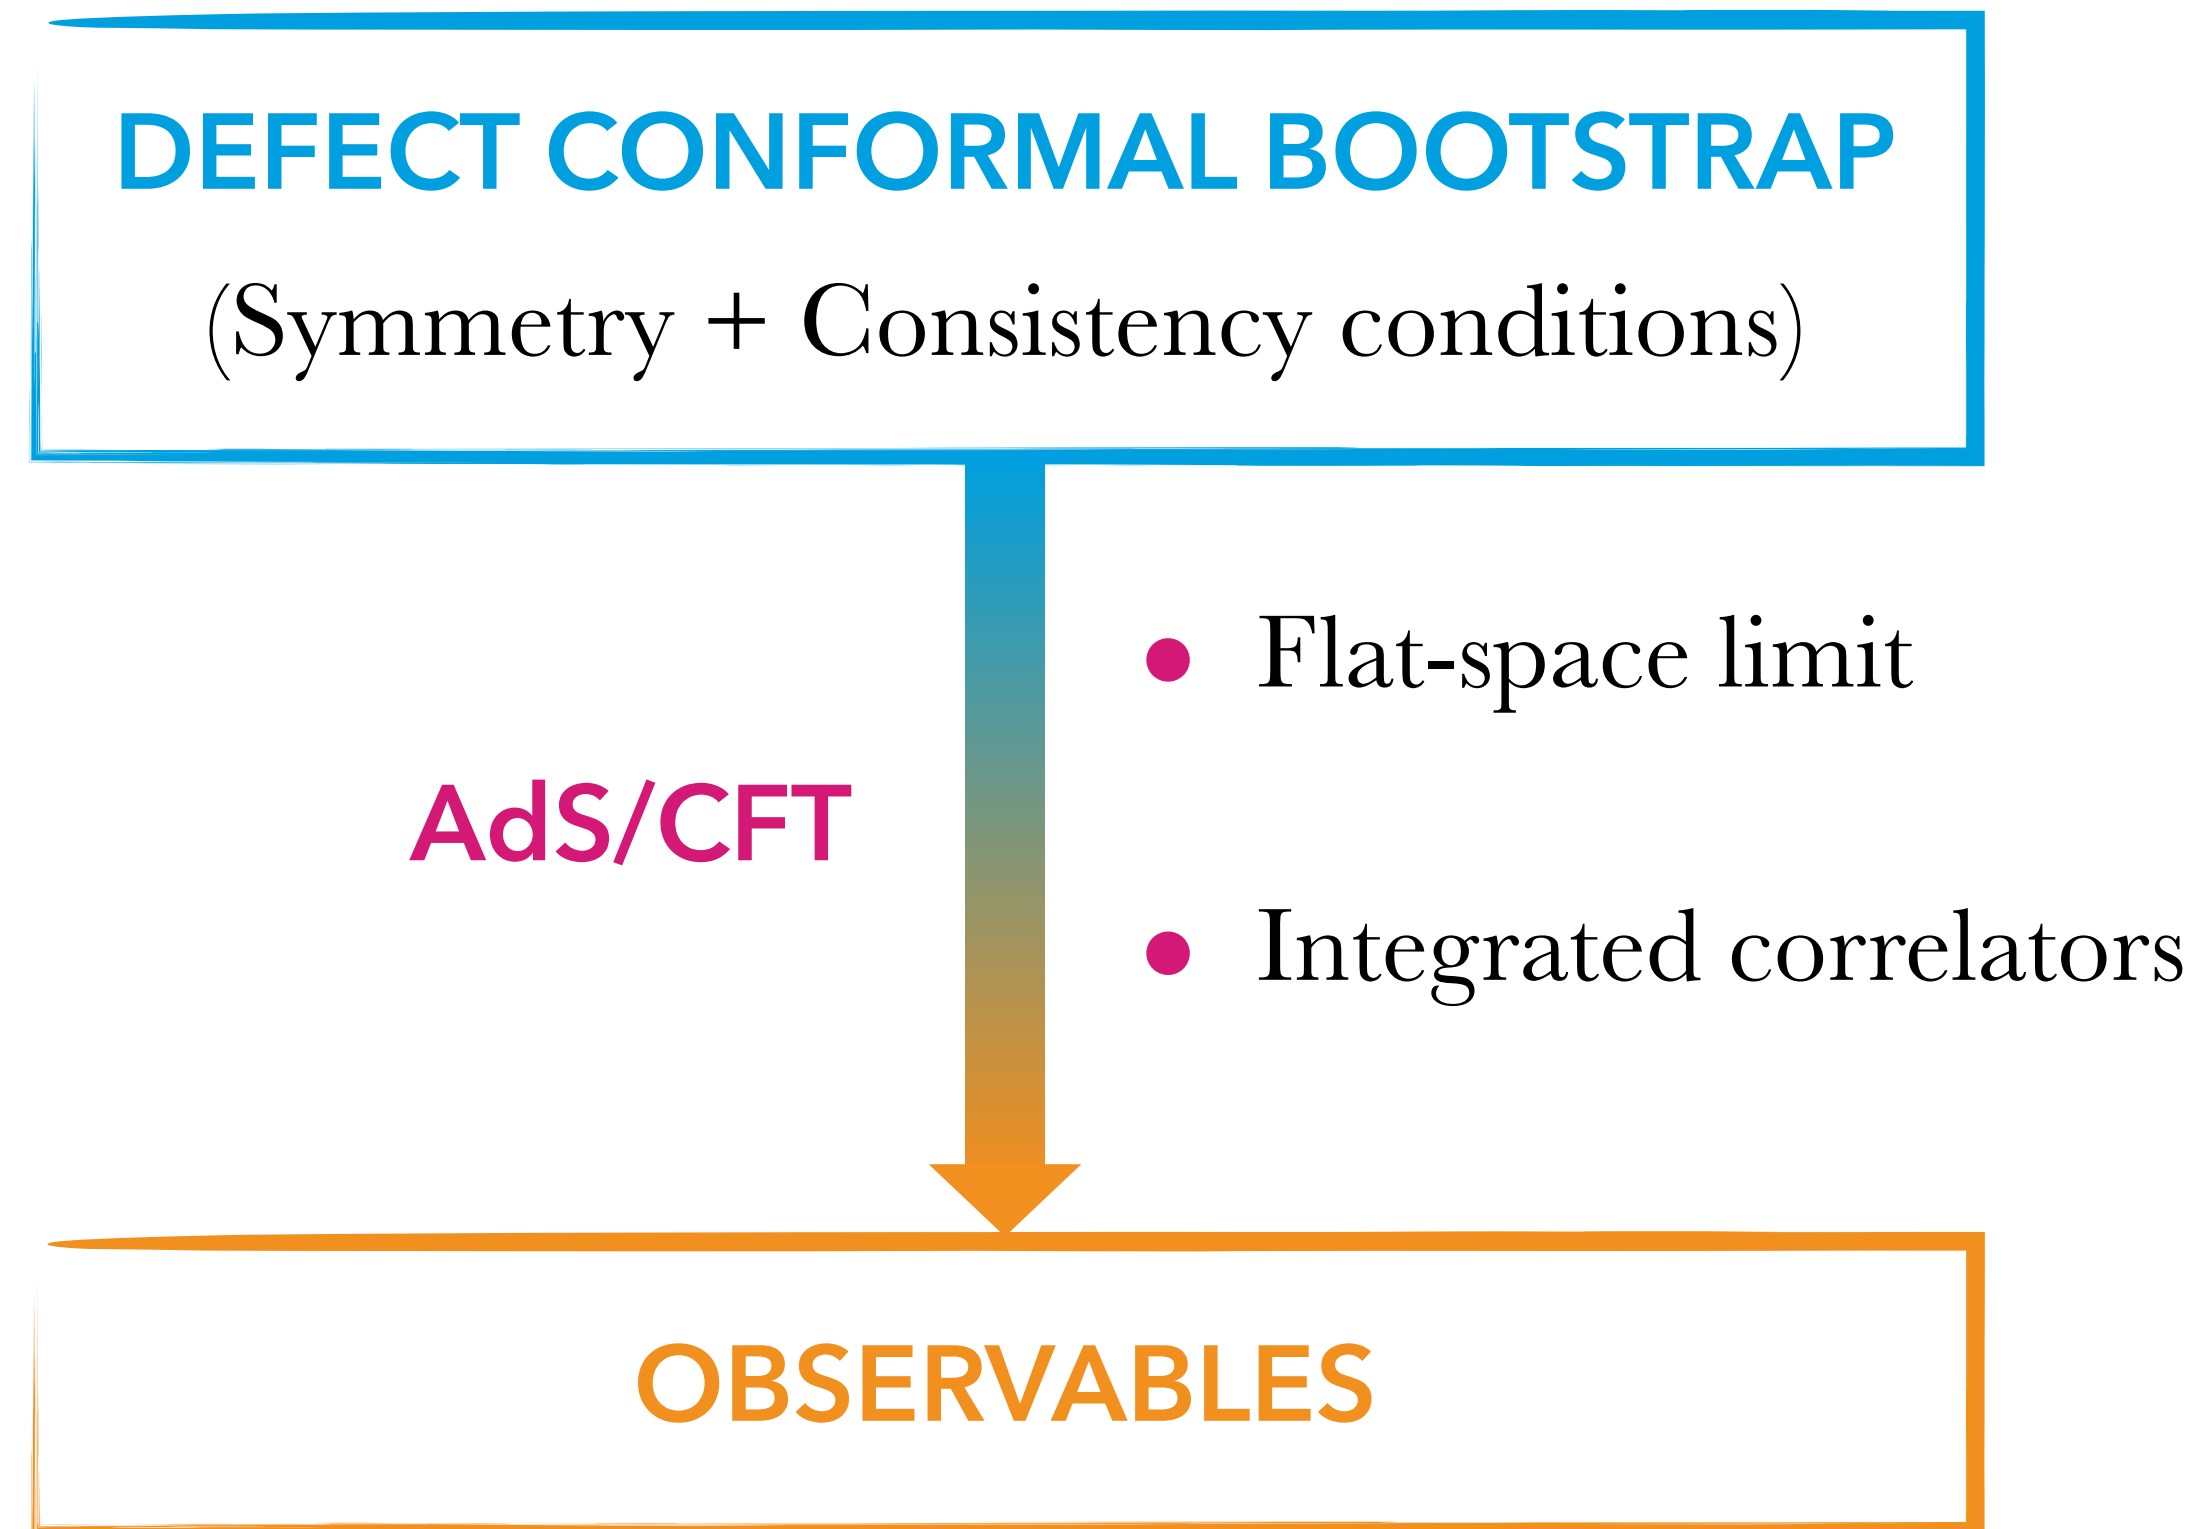 DEFECT CONFORMAL BOOTSTRAP
(Symmetry + Consistency conditions)
• Flat-space limit
AdS/CFT
• Integrated correlators
OBSERVABLES